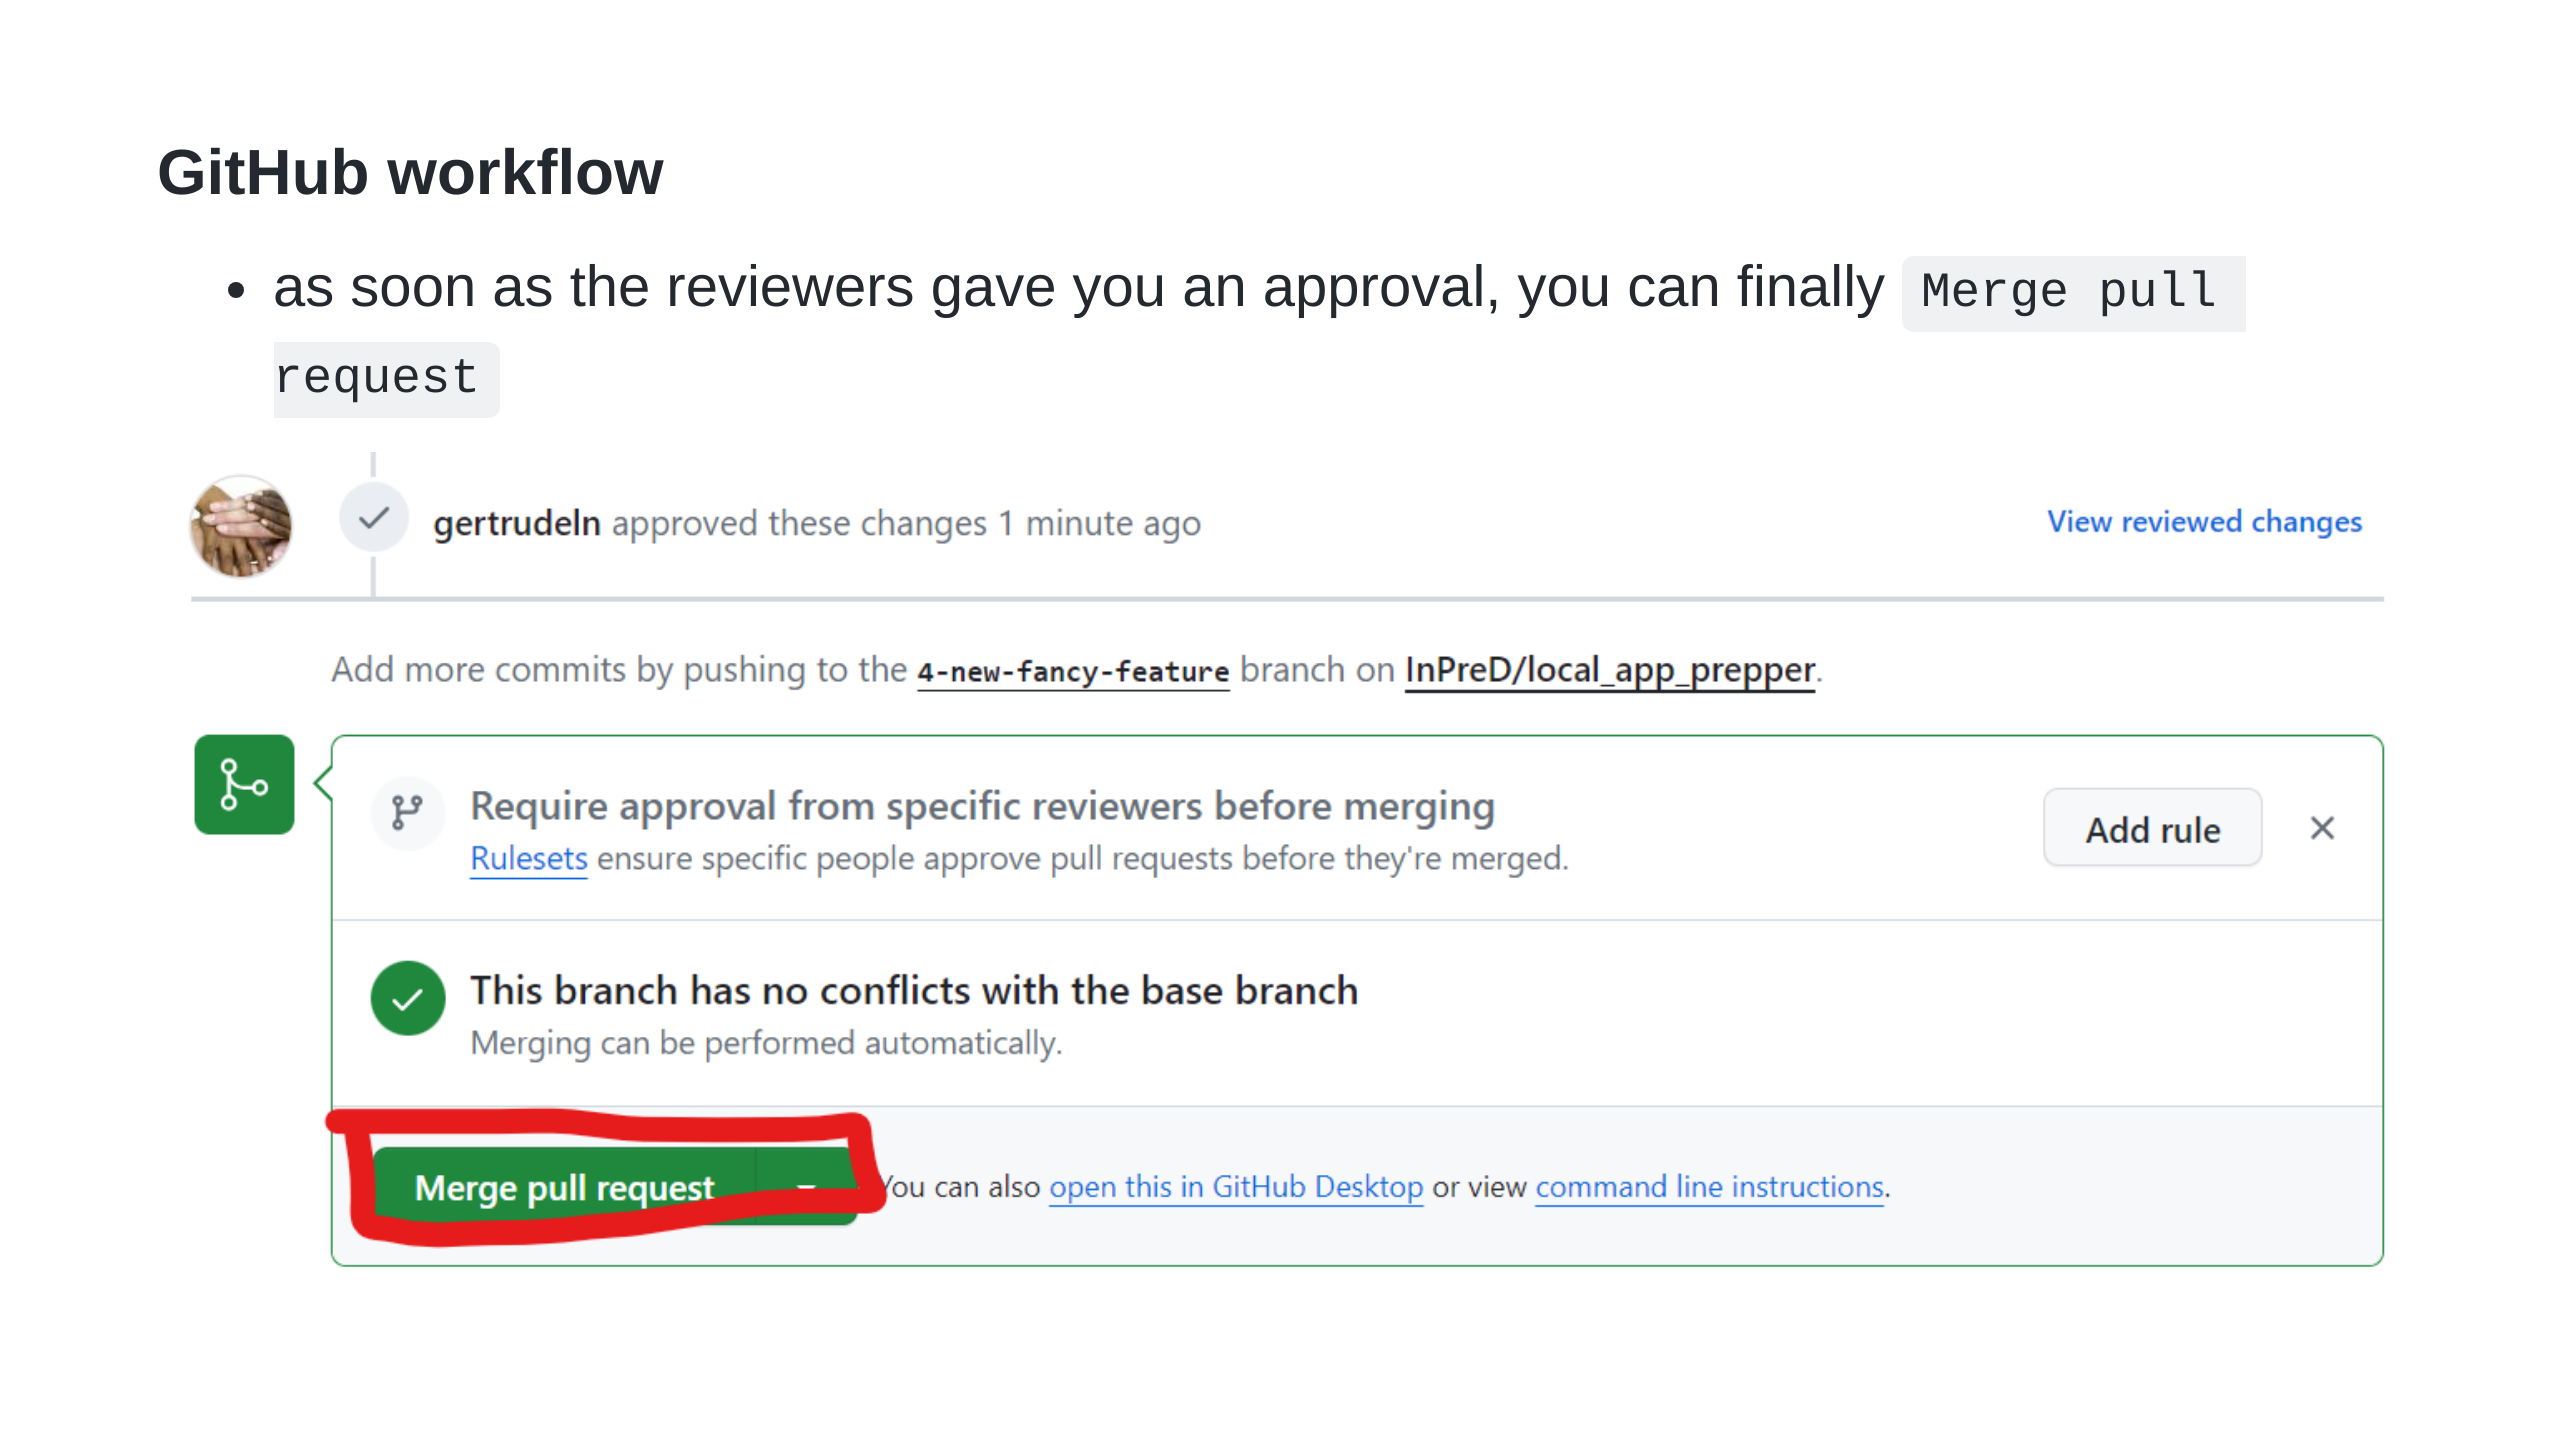 GitHub workflow
• as soon as the reviewers gave you an approval, you can finally Merge pull
request
gertrudeln approved these changes 1 minute ago
View reviewed changes
Add more commits by pushing to the 4-new-fancy-feature branch on InPreD/local_app_prepper.
Require approval from specific reviewers before merging
Rulesets ensure specific people approve pull requests before they're merged.
Add rule
This branch has no conflicts with the base branch
Merging can be performed automatically.
Merge pull request
You can also open this in GitHub Desktop or view command line instructions.